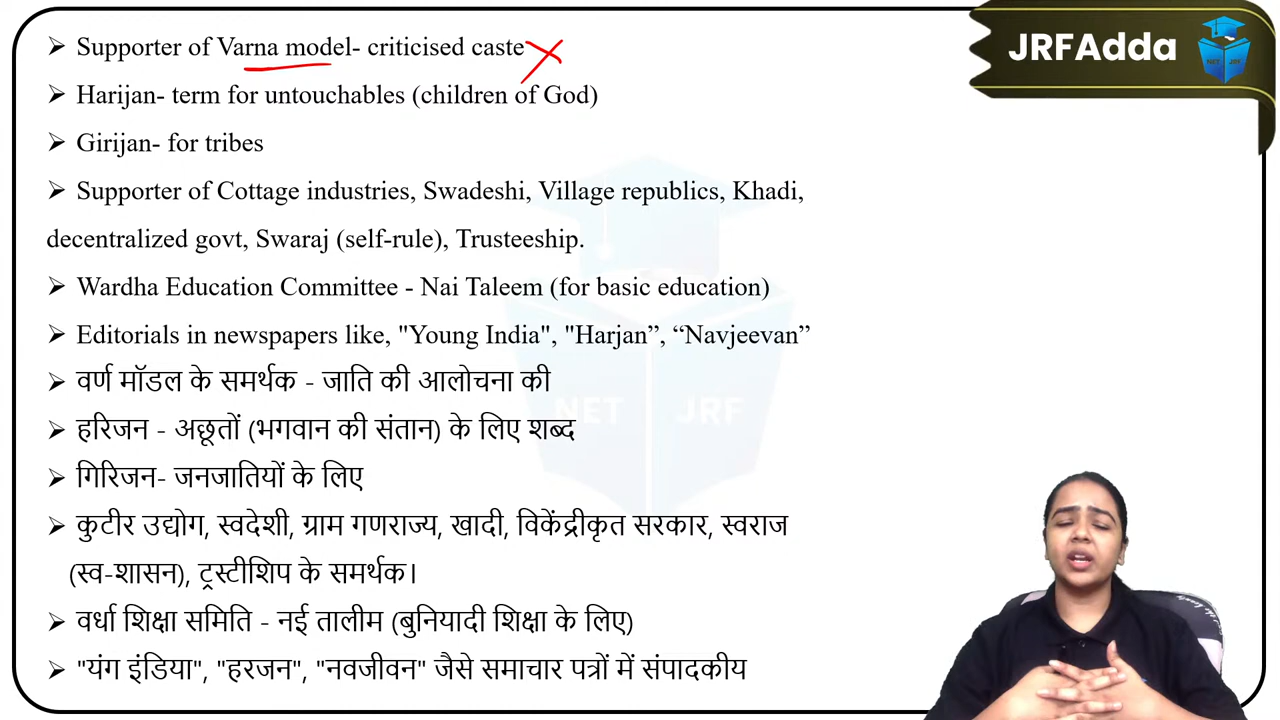 ➢ Supporter of Varna model- criticised caste
➢ Harijan- term for untouchables (children of God)
➢ Girijan- for tribes
➢ Supporter of Cottage industries, Swadeshi, Village republics, Khadi,
decentralized govt, Swaraj (self-rule), Trusteeship.
➢ Wardha Education Committee - Nai Taleem (for basic education)
➢ Editorials in newspapers like, "Young India", "Harjan”, “Navjeevan”
➢ वर्ण मॉडल के समर्थक - जाति की आलोचना की
➢ हरिजन - अछूतों (भगवान की संतान) के लिए शब्द
➢ गिरिजन- जनजातियों के लिए
➢ कुटीर उद्योग, स्वदेशी, ग्राम गणराज्य, खादी, विकेंद्रीकृत सरकार, स्वराज
(स्व-शासन), ट्रस्टीशिप के समर्थक।
➢ वर्धा शिक्षा समिति - नई तालीम (बुनियादी शिक्षा के लिए)
➢ "यंग इंडिया", "हरजन", "नवजीवन" जैसे समाचार पत्रों में संपादकीय
JRFAdda
NET JRF
NET JRF